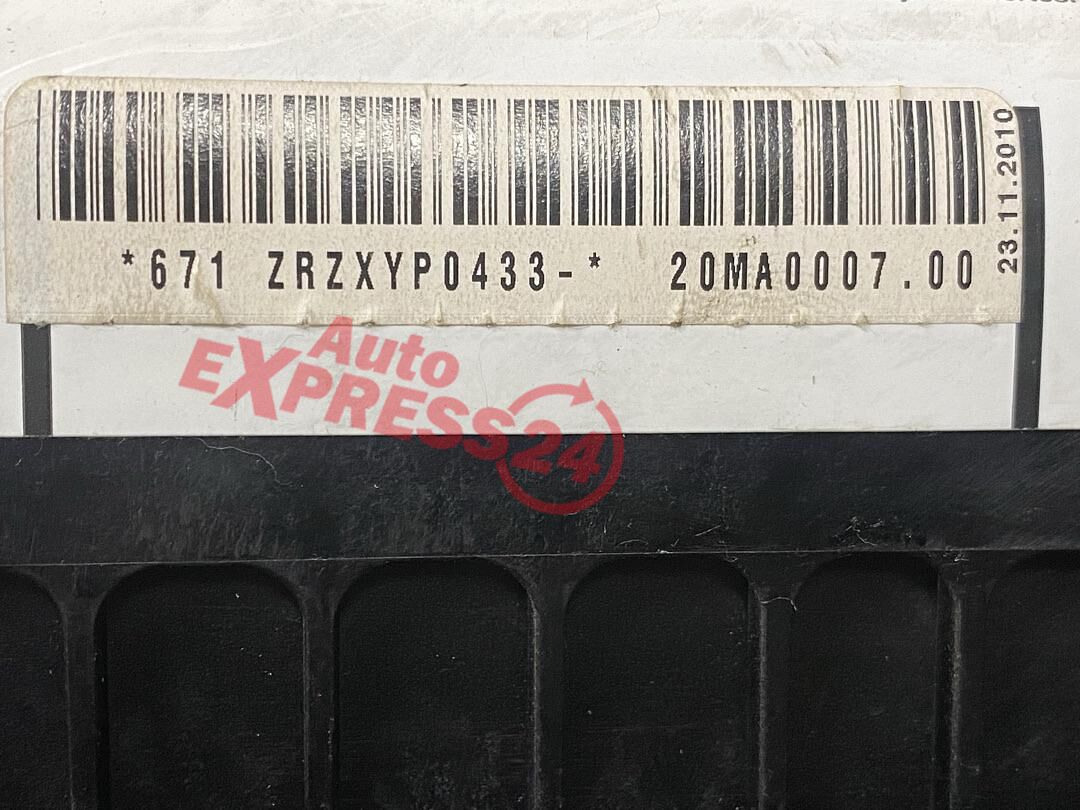 *671 ZRZXYP0433-* 20MA0007.00
23.11.2010
Auto
EXPRESS24